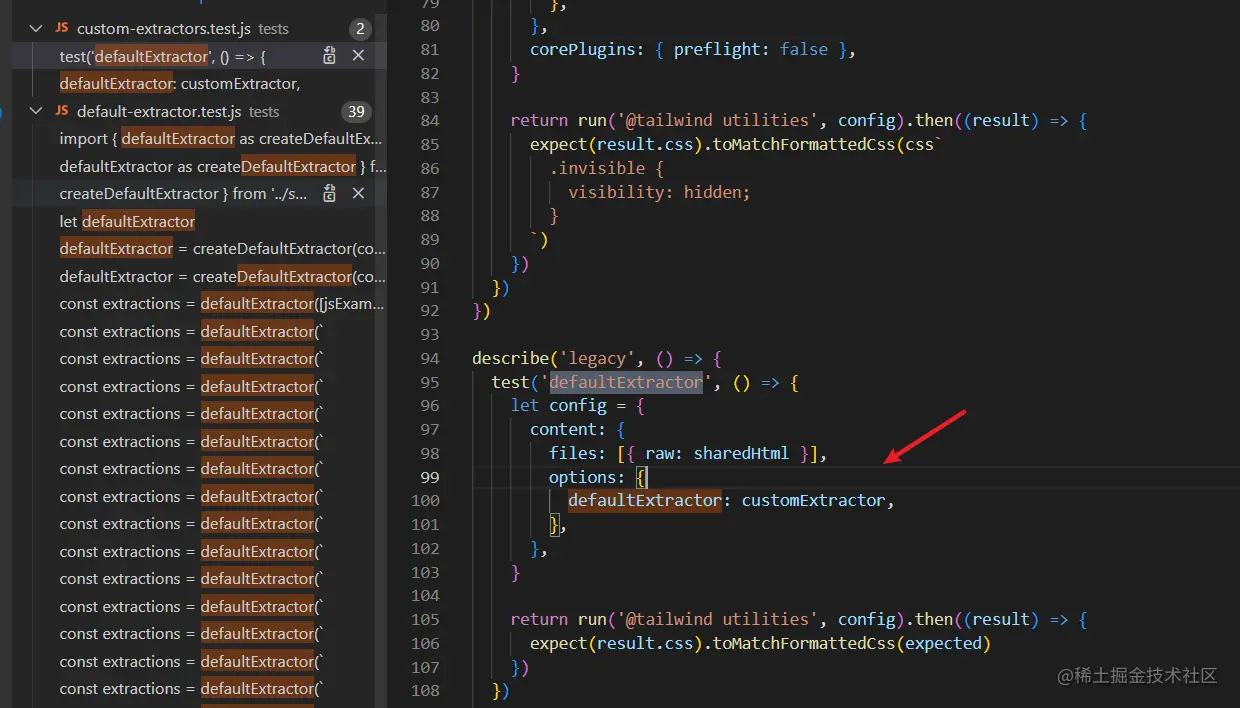 custom-extractors.test.js tests 2
test('defaultExtractor', () => {
defaultExtractor: customExtractor,
JS default-extractor.test.js tests 39
import { defaultExtractor as createDefaultEx...
defaultExtractor as createDefaultExtractor } f...
createDefaultExtractor } from '../s...
let defaultExtractor
defaultExtractor = createDefaultExtractor(co...
defaultExtractor = createDefaultExtractor(co...
const extractions = defaultExtractor([jsExam...
const extractions = defaultExtractor(`
const extractions = defaultExtractor(`
const extractions = defaultExtractor(`
const extractions = defaultExtractor(`
const extractions = defaultExtractor(`
const extractions = defaultExtractor(`
const extractions = defaultExtractor(`
const extractions = defaultExtractor(`
const extractions = defaultExtractor(`
const extractions = defaultExtractor(`
const extractions = defaultExtractor(`
const extractions = defaultExtractor(`
const extractions = defaultExtractor(`
const extractions = defaultExtractor(`
79 },
80 },
81 corePlugins: { preflight: false },
82 }
83
84 return run('@tailwind utilities', config).then((result) => {
85 expect(result.css).toMatchFormattedCss(css`
86 .invisible {
87 visibility: hidden;
88 }
89 `)
90 })
91 })
92 })
93
94 describe('legacy', () => {
95 test('defaultExtractor', () => {
96 let config = {
97 content: {
98 files: [{ raw: sharedHtml }],
99 options: {
100 defaultExtractor: customExtractor,
101 },
102 },
103 }
104
105 return run('@tailwind utilities', config).then((result) => {
106 expect(result.css).toMatchFormattedCss(expected)
107 })
108 })
@稀土掘金技术社区